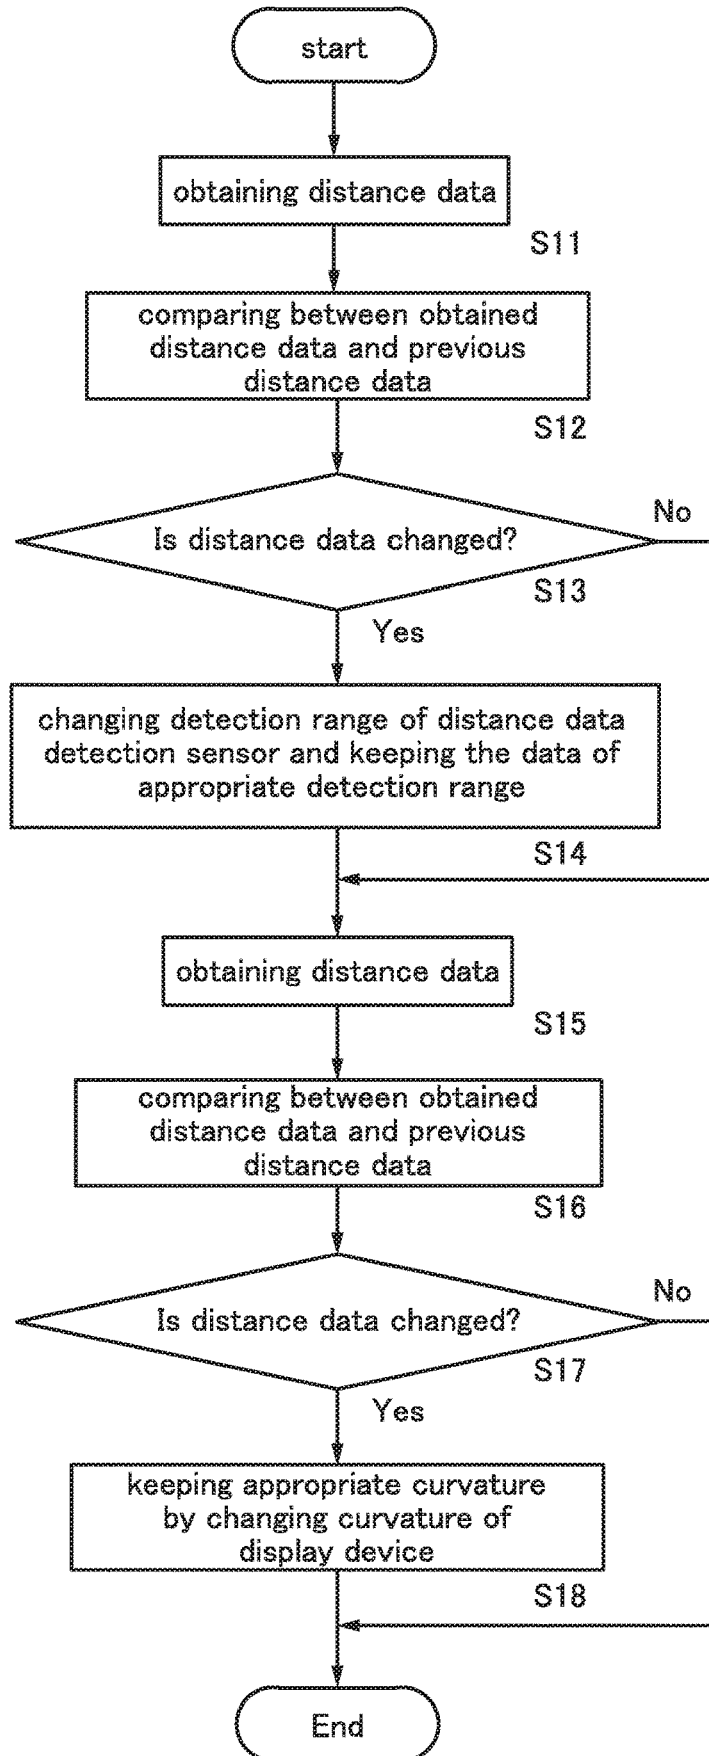 start
obtaining distance data
S11
comparing between obtained
distance data and previous
distance data
S12
Is distance data changed?
No
S13
Yes
changing detection range of distance data
detection sensor and keeping the data of
appropriate detection range
S14
obtaining distance data
S15
comparing between obtained
distance data and previous
distance data
S16
Is distance data changed?
No
S17
Yes
keeping appropriate curvature
by changing curvature of
display device
S18
End